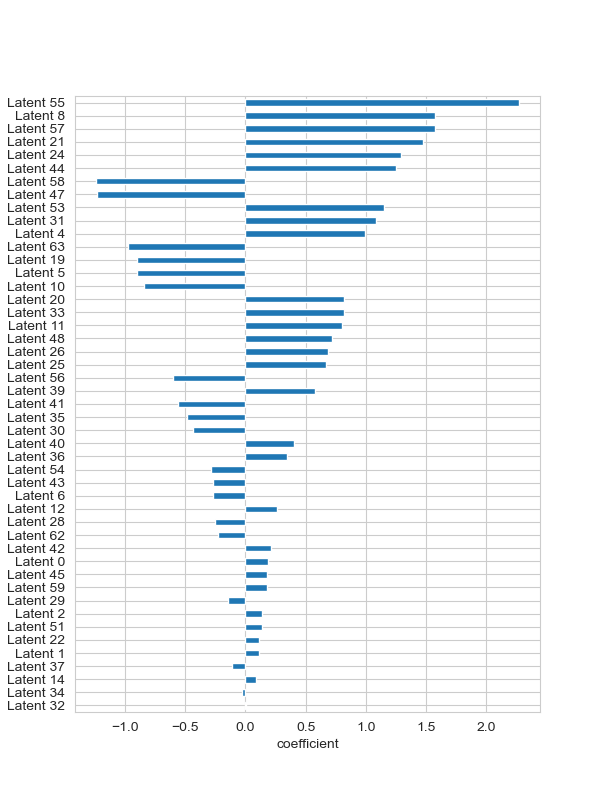 Latent 55
Latent 8
Latent 57
Latent 21
Latent 24
Latent 44
Latent 58
Latent 47
Latent 53
Latent 31
Latent 4
Latent 63
Latent 19
Latent 5
Latent 10
Latent 20
Latent 33
Latent 11
Latent 48
Latent 26
Latent 25
Latent 56
Latent 39
Latent 41
Latent 35
Latent 30
Latent 40
Latent 36
Latent 54
Latent 43
Latent 6
Latent 12
Latent 28
Latent 62
Latent 42
Latent 0
Latent 45
Latent 59
Latent 29
Latent 2
Latent 51
Latent 22
Latent 1
Latent 37
Latent 14
Latent 34
Latent 32
−1.0 −0.5 0.0 0.5 1.0 1.5 2.0
coefficient